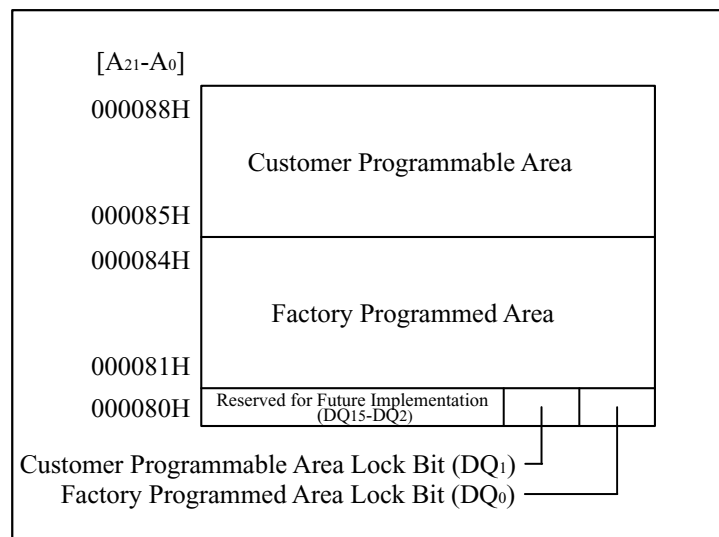 [A21-A0]
000088H
Customer Programmable Area
000085H
000084H
Factory Programmed Area
000081H
000080H
Reserved for Future Implementation
(DQ15-DQ2)
Customer Programmable Area Lock Bit (DQ1)
Factory Programmed Area Lock Bit (DQ0)